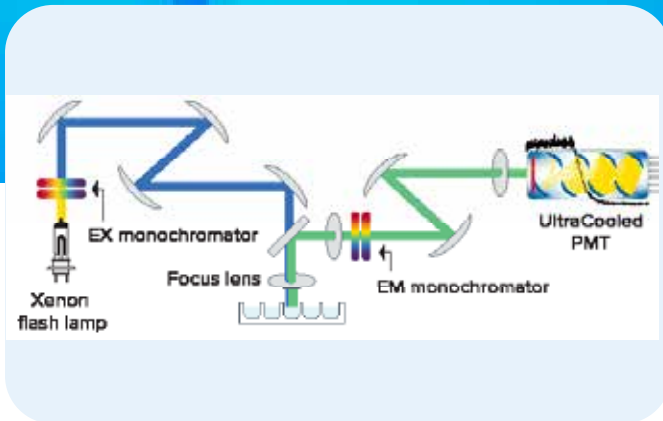 EX monochromator
Xenon
flash lamp
Focus lens
EM monochromator
UltraCooled
PMT